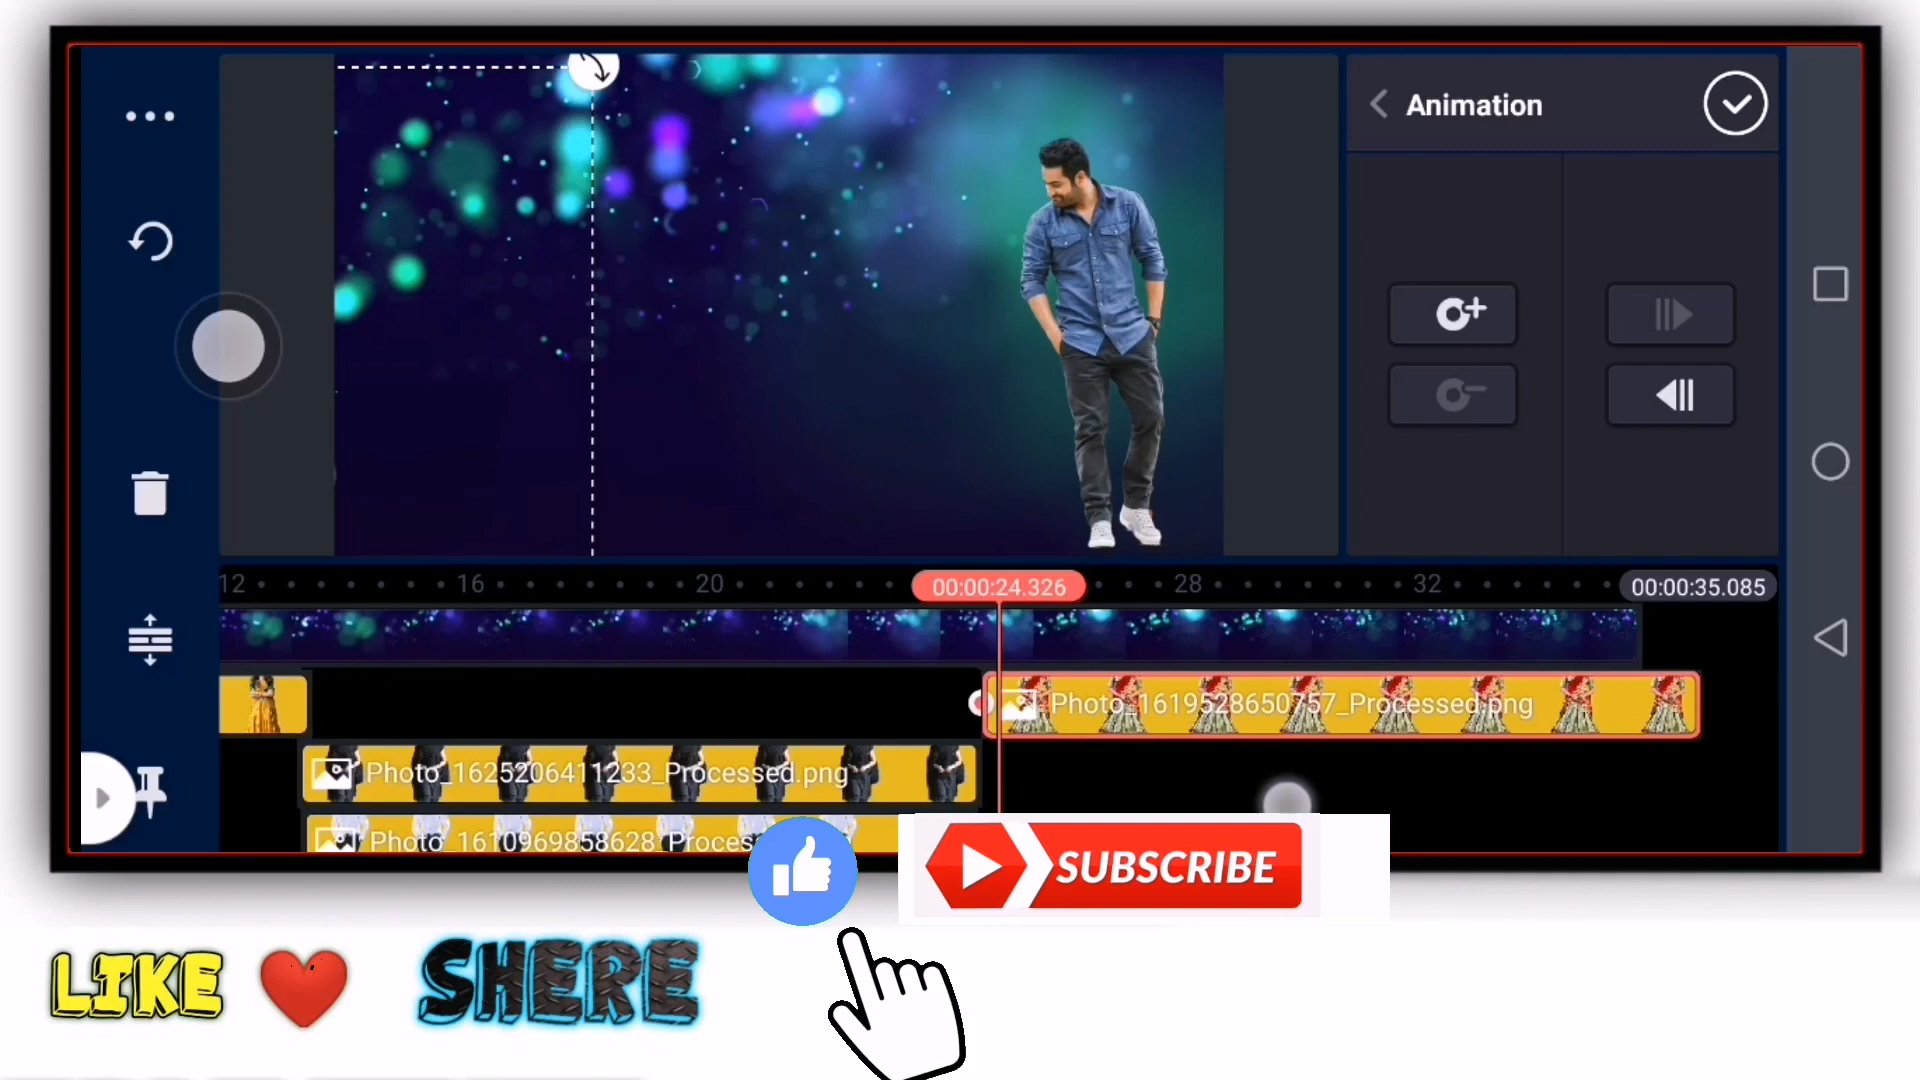 Animation
12
16
20
00:00:24.326
28
32
00:00:35.085
Photo_1619528650757_Processed.png
Photo_1625206411233_Processed.png
Photo_1610969858628_Proces
SUBSCRIBE
LIKE
SHERE